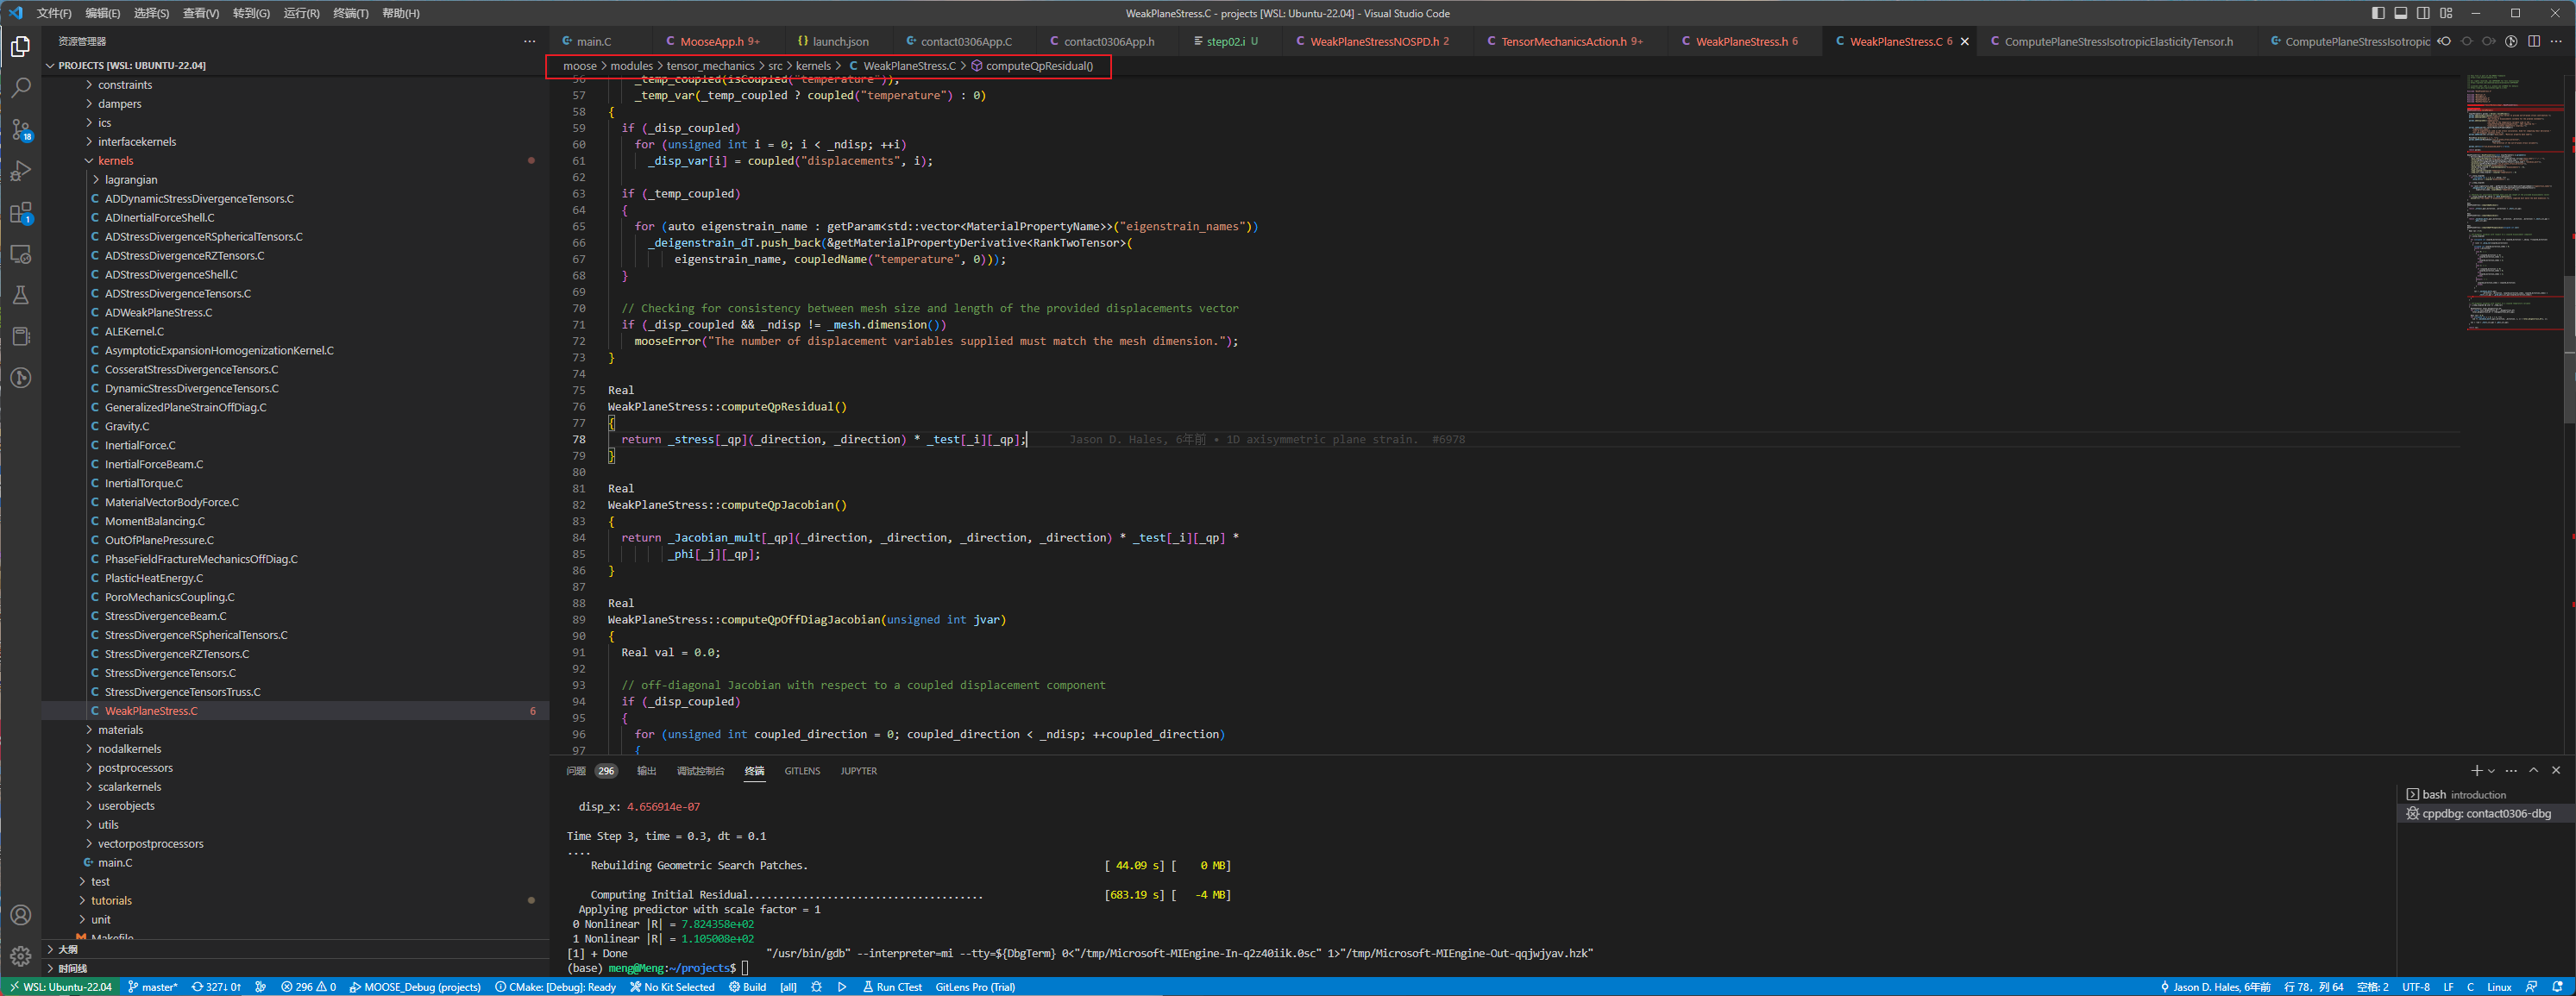 文件(F) 编辑(E) 选择(S) 查看(V) 转到(G) 运行(R) 终端(T) 帮助(H)
WeakPlaneStress.C - projects [WSL: Ubuntu-22.04] - Visual Studio Code
资源管理器
main.C
MooseApp.h 9+
launch.json
contact0306App.C
contact0306App.h
step02.i U
WeakPlaneStressNOSPD.h 2
TensorMechanicsAction.h 9+
WeakPlaneStress.h 6
WeakPlaneStress.C 6
ComputePlaneStressIsotropicElasticityTensor.h
ComputePlaneStressIsotropic
PROJECTS [WSL: UBUNTU-22.04]
constraints
dampers
ics
interfacekernels
kernels
lagrangian
ADDynamicStressDivergenceTensors.C
ADInertialForceShell.C
ADStressDivergenceRSphericalTensors.C
ADStressDivergenceRZTensors.C
ADStressDivergenceShell.C
ADStressDivergenceTensors.C
ADWeakPlaneStress.C
ALEKernel.C
AsymptoticExpansionHomogenizationKernel.C
CosseratStressDivergenceTensors.C
DynamicStressDivergenceTensors.C
GeneralizedPlaneStrainOffDiag.C
Gravity.C
InertialForce.C
InertialForceBeam.C
InertialTorque.C
MaterialVectorBodyForce.C
MomentBalancing.C
OutOfPlanePressure.C
PhaseFieldFractureMechanicsOffDiag.C
PlasticHeatEnergy.C
PoroMechanicsCoupling.C
StressDivergenceBeam.C
StressDivergenceRSphericalTensors.C
StressDivergenceRZTensors.C
StressDivergenceTensors.C
StressDivergenceTensorsTruss.C
WeakPlaneStress.C 6
materials
nodalkernels
postprocessors
scalarkernels
userobjects
utils
vectorpostprocessors
main.C
test
tutorials
unit
Makefile
大纲
时间线
18
1
moose > modules > tensor_mechanics > src > kernels > WeakPlaneStress.C > computeQpResidual()
56 _temp_coupled(isCoupled("temperature")),
57 _temp_var(_temp_coupled ? coupled("temperature") : 0)
58 {
59 if (_disp_coupled)
60 for (unsigned int i = 0; i < _ndisp; ++i)
61 _disp_var[i] = coupled("displacements", i);
62
63 if (_temp_coupled)
64 {
65 for (auto eigenstrain_name : getParam<std::vector<MaterialPropertyName>>("eigenstrain_names"))
66 _deigenstrain_dT.push_back(&getMaterialPropertyDerivative<RankTwoTensor>(
67 eigenstrain_name, coupledName("temperature", 0)));
68 }
69
70 // Checking for consistency between mesh size and length of the provided displacements vector
71 if (_disp_coupled && _ndisp != _mesh.dimension())
72 mooseError("The number of displacement variables supplied must match the mesh dimension.");
73 }
74
75 Real
76 WeakPlaneStress::computeQpResidual()
77 {
78 return _stress[_qp](_direction, _direction) * _test[_i][_qp]; Jason D. Hales, 6年前 • 1D axisymmetric plane strain. #6978
79 }
80
81 Real
82 WeakPlaneStress::computeQpJacobian()
83 {
84 return _Jacobian_mult[_qp](_direction, _direction, _direction, _direction) * _test[_i][_qp] *
85 _phi[_j][_qp];
86 }
87
88 Real
89 WeakPlaneStress::computeQpOffDiagJacobian(unsigned int jvar)
90 {
91 Real val = 0.0;
92
93 // off-diagonal Jacobian with respect to a coupled displacement component
94 if (_disp_coupled)
95 {
96 for (unsigned int coupled_direction = 0; coupled_direction < _ndisp; ++coupled_direction)
97 {
问题 296 输出 调试控制台 终端 GITLENS JUPYTER
disp_x: 4.656914e-07
Time Step 3, time = 0.3, dt = 0.1
....
Rebuilding Geometric Search Patches. [ 44.09 s] [ 0 MB]
Computing Initial Residual..................................... [683.19 s] [ -4 MB]
Applying predictor with scale factor = 1
0 Nonlinear |R| = 7.824358e+02
1 Nonlinear |R| = 1.105008e+02
[1] + Done "/usr/bin/gdb" --interpreter=mi --tty=${DbgTerm} 0<"/tmp/Microsoft-MIEngine-In-q2z40iik.0sc" 1>"/tmp/Microsoft-MIEngine-Out-qqjwjyav.hzk"
(base) meng@Meng:~/projects$
bash introduction
cppdbg: contact0306-dbg
WSL: Ubuntu-22.04 master* 327↓ 0↑ 296 0 MOOSE_Debug (projects) CMake: [Debug]: Ready No Kit Selected Build [all] Run CTest GitLens Pro (Trial)
Jason D. Hales, 6年前 行 78, 列 64 空格: 2 UTF-8 LF C Linux